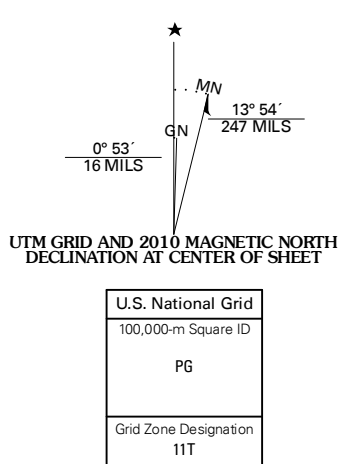 MN
13° 54´
247 MILS
GN
0° 53´
16 MILS
UTM GRID AND 2010 MAGNETIC NORTH
DECLINATION AT CENTER OF SHEET
U.S. National Grid
100,000-m Square ID
PG
Grid Zone Designation
11T